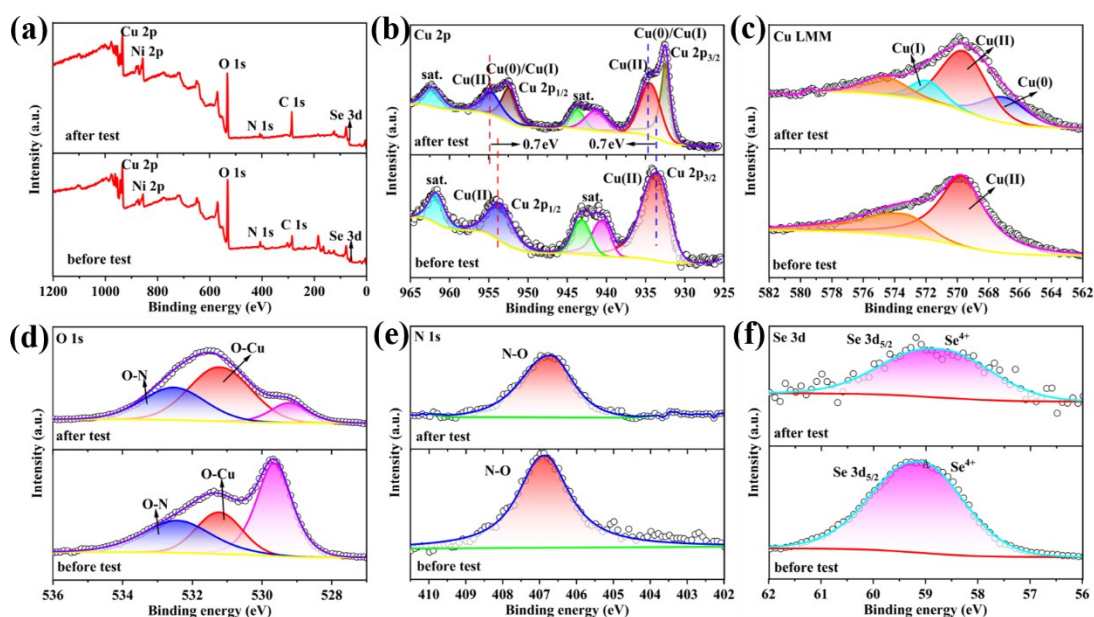 (a)
Cu 2p
Ni 2p
O 1s
N 1s
C 1s
Se 3d
after test
Cu 2p
Ni 2p
O 1s
N 1s
C 1s
Se 3d
before test
Intensity (a.u.)
1200 1000 800 600 400 200 0
Binding energy (eV)
(b)
Cu 2p
Cu(0)/Cu(I)
Cu(II)
Cu 2p3/2
Cu(0)/Cu(I)
Cu(II)
Cu 2p1/2
sat.
sat.
after test
0.7 eV
0.7eV
Cu(II)
Cu 2p1/2
sat.
Cu(II)
Cu 2p3/2
before test
Intensity (a.u.)
965 960 955 950 945 940 935 930 925
Binding energy (eV)
(c)
Cu LMM
Cu(I)
Cu(II)
Cu(0)
after test
Cu(II)
before test
Intensity (a.u.)
582 580 578 576 574 572 570 568 566 564 562
Binding energy (eV)
(d)
O 1s
O-Cu
O-N
after test
O-Cu
O-N
before test
Intensity (a.u.)
536 534 532 530 528
Binding energy (eV)
(e)
N 1s
N-O
after test
N-O
before test
Intensity (a.u.)
410 409 408 407 406 405 404 403 402
Binding energy (eV)
(f)
Se 3d
Se 3d5/2
Se4+
after test
Se 3d5/2
Se4+
before test
Intensity (a.u.)
62 61 60 59 58 57 56
Binding energy (eV)